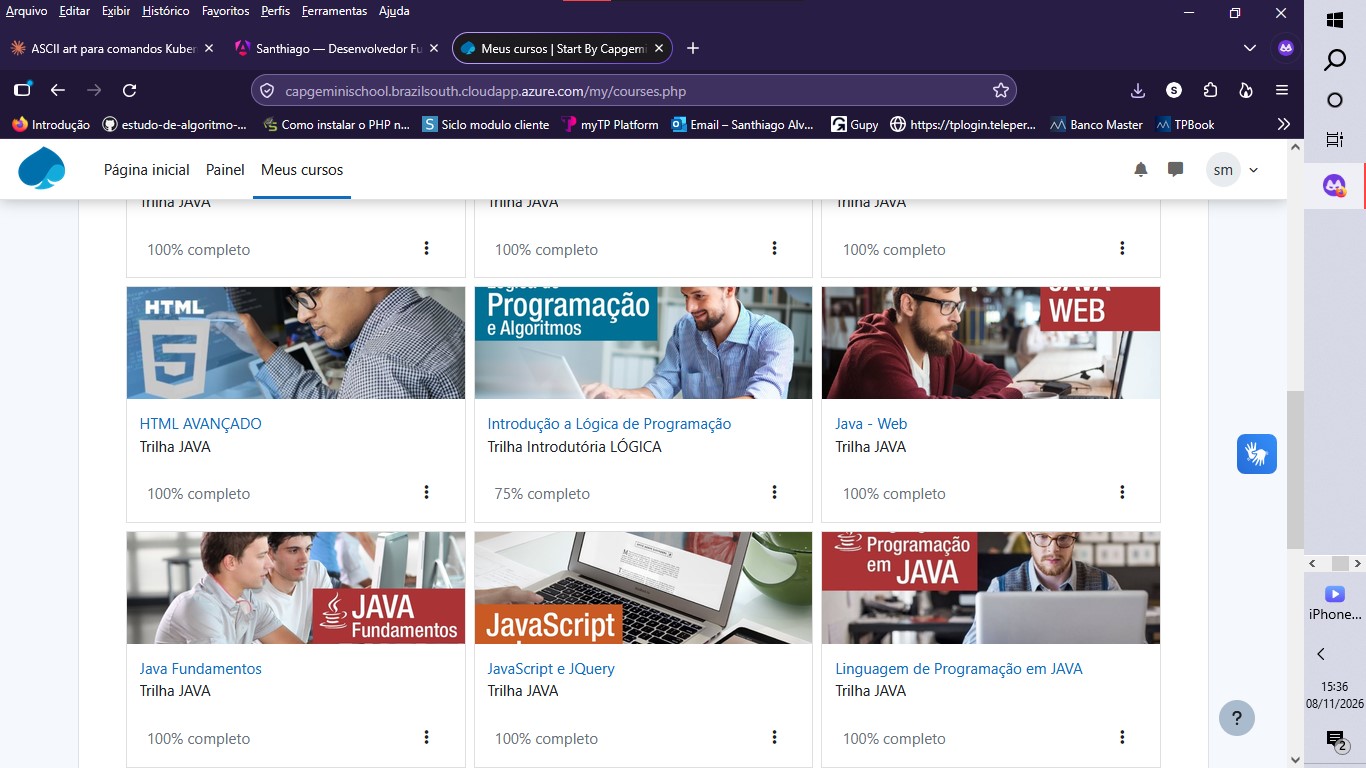 Arquivo Editar Exibir Histórico Favoritos Perfis Ferramentas Ajuda
ASCII art para comandos Kuber
Santhiago — Desenvolvedor Fu
Meus cursos | Start By Capgemi
capgeminischool.brazilsouth.cloudapp.azure.com/my/courses.php
S
Introdução
estudo-de-algoritmo-...
Como instalar o PHP n...
S
Siclo modulo cliente
myTP Platform
Email – Santhiago Alv...
Gupy
https://tplogin.teleper...
Banco Master
TPBook
Página inicial Painel Meus cursos
sm
Trilha JAVA
100% completo
Trilha JAVA
100% completo
Trilha JAVA
100% completo
HTML
5
HTML AVANÇADO
Trilha JAVA
100% completo
Lógica de
Programação
e Algoritmos
Introdução a Lógica de Programação
Trilha Introdutória LÓGICA
75% completo
JAVA
WEB
Java - Web
Trilha JAVA
100% completo
JAVA
Fundamentos
Java Fundamentos
Trilha JAVA
100% completo
JavaScript
JavaScript e JQuery
Trilha JAVA
100% completo
Programação
em JAVA
Linguagem de Programação em JAVA
Trilha JAVA
100% completo
?
iPhone...
15:36
08/11/2026
2